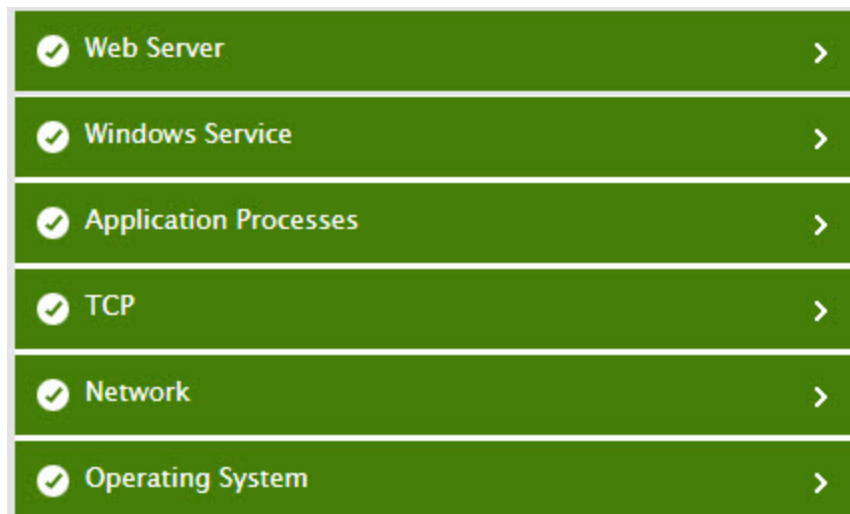 Web Server
Windows Service
Application Processes
TCP
Network
Operating System